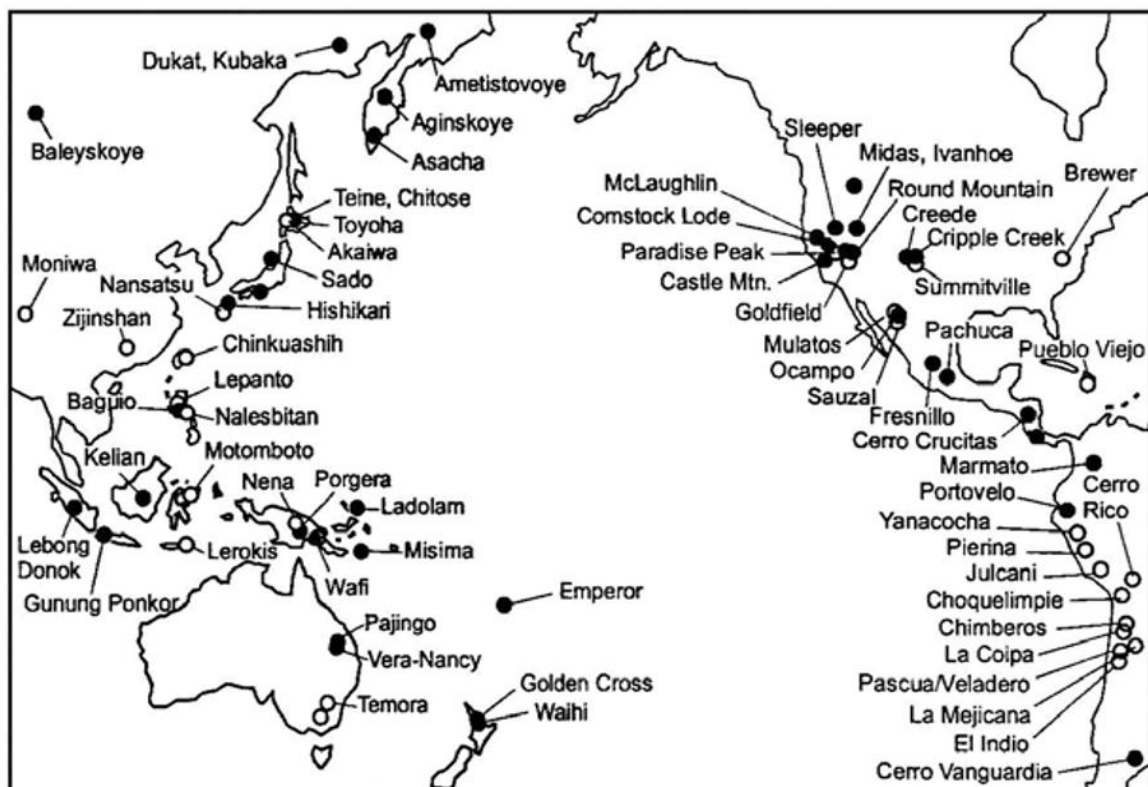 Dukat, Kubaka
Ametistovoye
Aginskoye
Baleyskoye
Asacha
Sleeper
Midas, Ivanhoe
McLaughlin
Round Mountain
Brewer
Teine, Chitose
Comstock Lode
Creede
Toyoha
Cripple Creek
Akaiwa
Paradise Peak
Moniwa
Sado
Castle Mtn.
Summitville
Nansatsu
Hishikari
Goldfield
Zijinshan
Pachuca
Chinkuashih
Mulatos
Pueblo Viejo
Ocampo
Lepanto
Sauzal
Baguio
Nalesbitan
Fresnillo
Cerro Crucitas
Motomboto
Kelian
Nena
Porgera
Marmato
Ladolam
Portovelo
Cerro
Rico
Yanacocha
Lebong
Donok
Lerokis
Misima
Pierina
Wafi
Julcani
Gunung Ponkor
Emperor
Choquelimpie
Pajingo
Chimberos
Vera-Nancy
La Coipa
Golden Cross
Pascua/Veladero
Temora
Waihi
La Mejicana
El Indio
Cerro Vanguardia